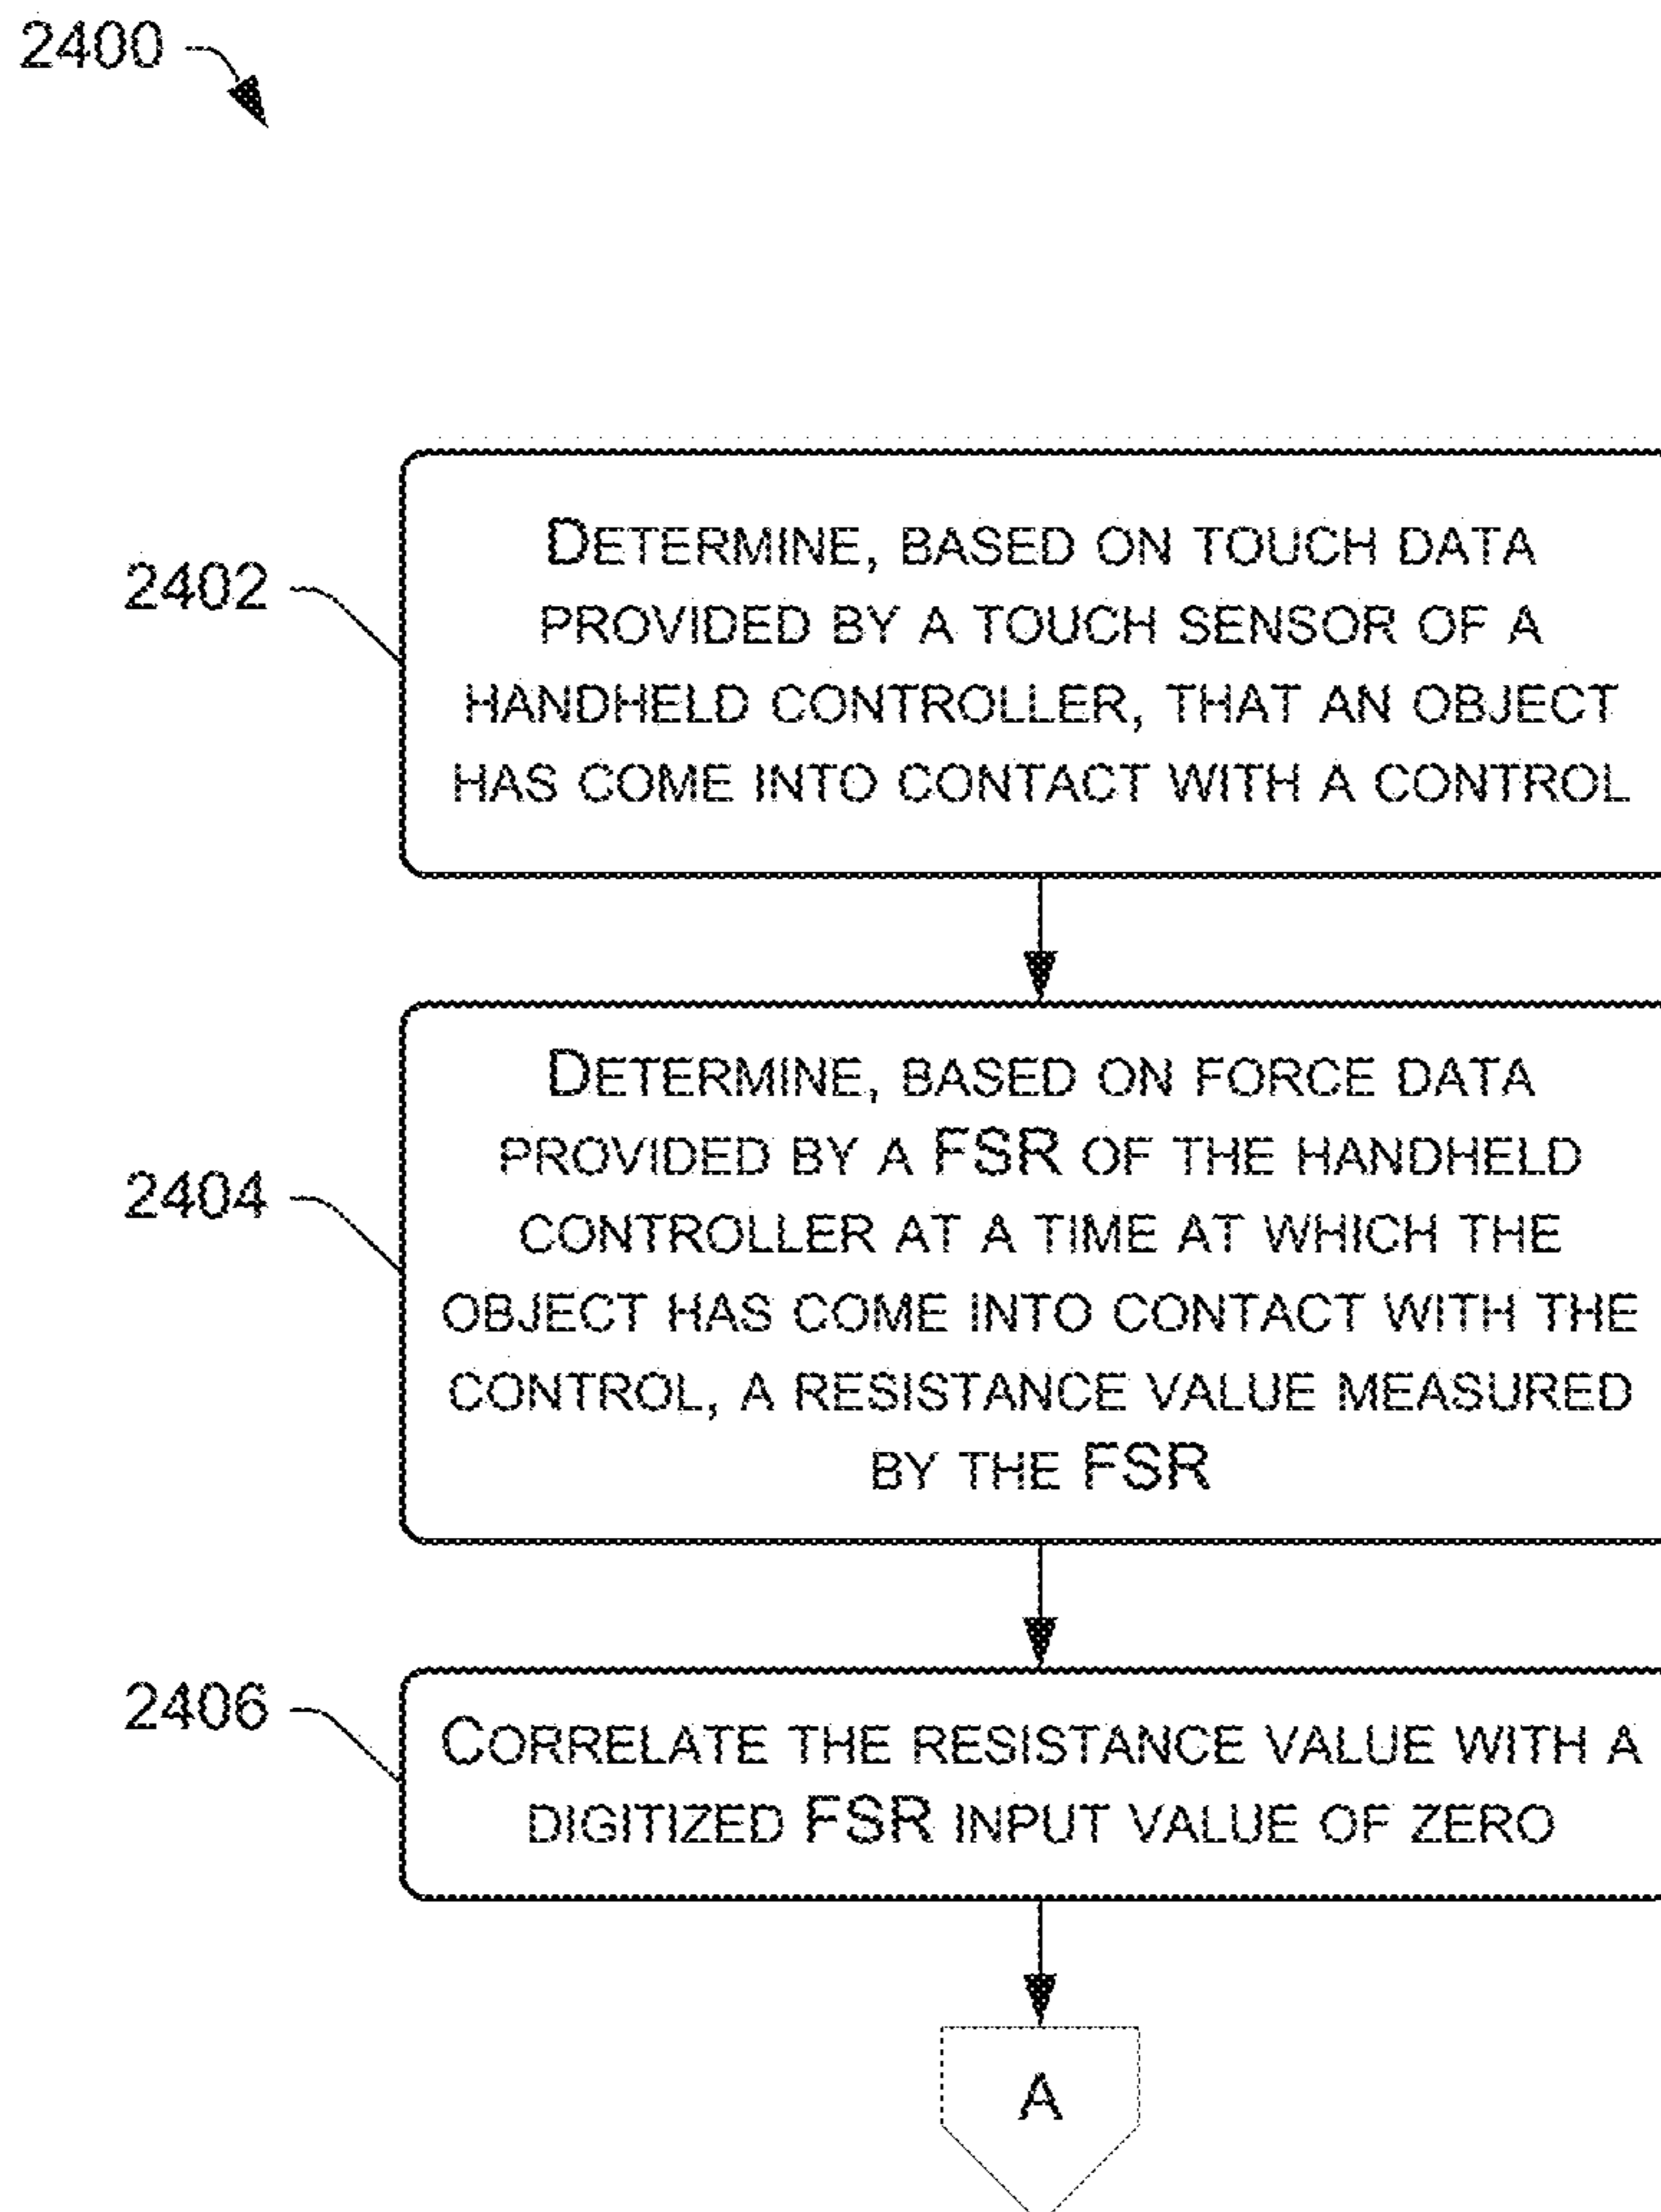 2400
2402
DETERMINE, BASED ON TOUCH DATA
PROVIDED BY A TOUCH SENSOR OF A
HANDHELD CONTROLLER, THAT AN OBJECT
HAS COME INTO CONTACT WITH A CONTROL
2404
DETERMINE, BASED ON FORCE DATA
PROVIDED BY A FSR OF THE HANDHELD
CONTROLLER AT A TIME AT WHICH THE
OBJECT HAS COME INTO CONTACT WITH THE
CONTROL, A RESISTANCE VALUE MEASURED
BY THE FSR
2406
CORRELATE THE RESISTANCE VALUE WITH A
DIGITIZED FSR INPUT VALUE OF ZERO
A